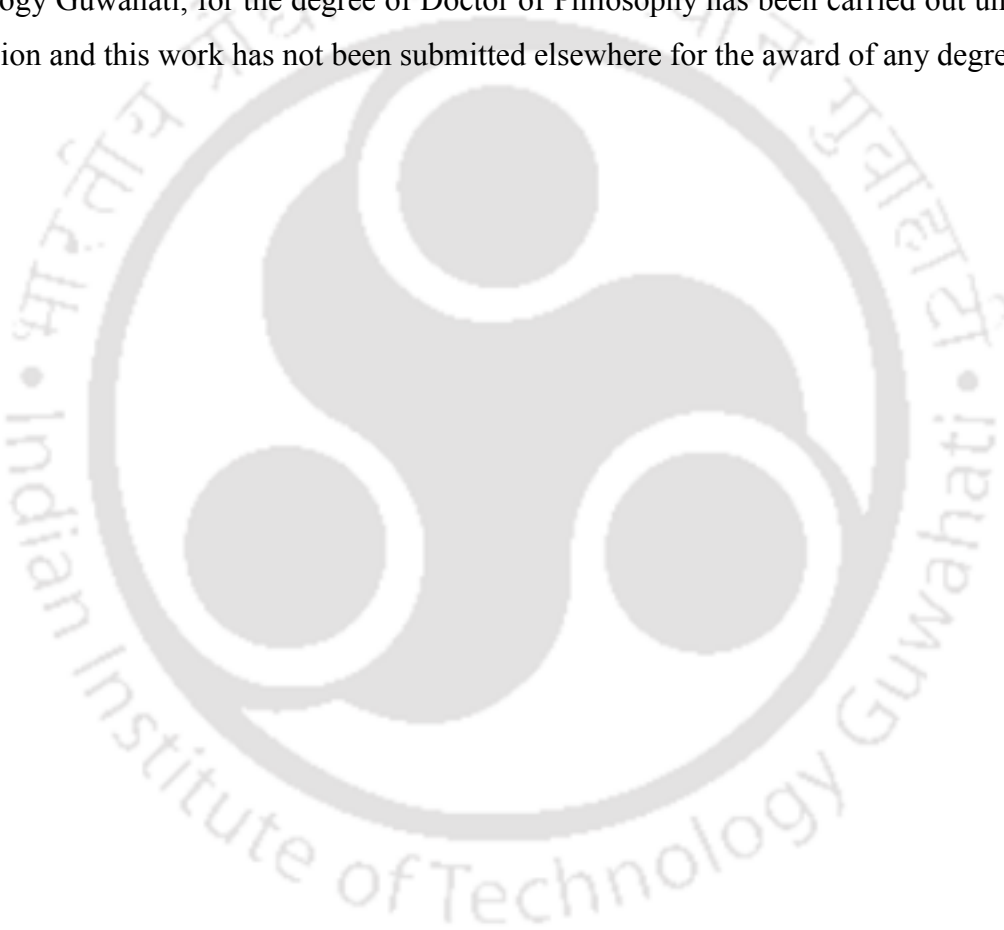 ogy Guwahati, for the degree of Doctor of Philosophy has been carried out un
ion and this work has not been submitted elsewhere for the award of any degre
गुवाहाटी
• Indian Institute of Technology Guwahati •